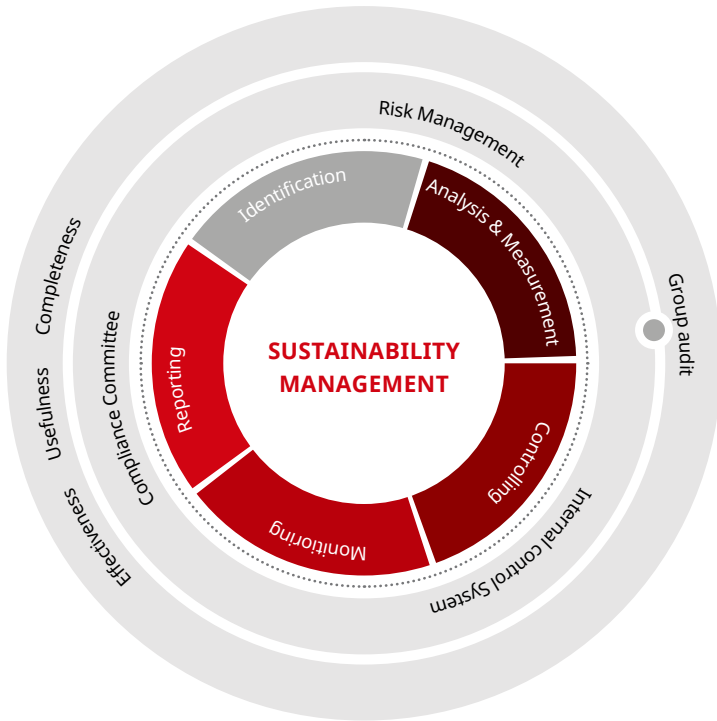 SUSTAINABILITY
MANAGEMENT
Identification
Analysis & Measurement
Controlling
Monitoring
Reporting
Risk Management
Internal control System
Compliance Committee
Group audit
Effectiveness
Usefulness
Completeness